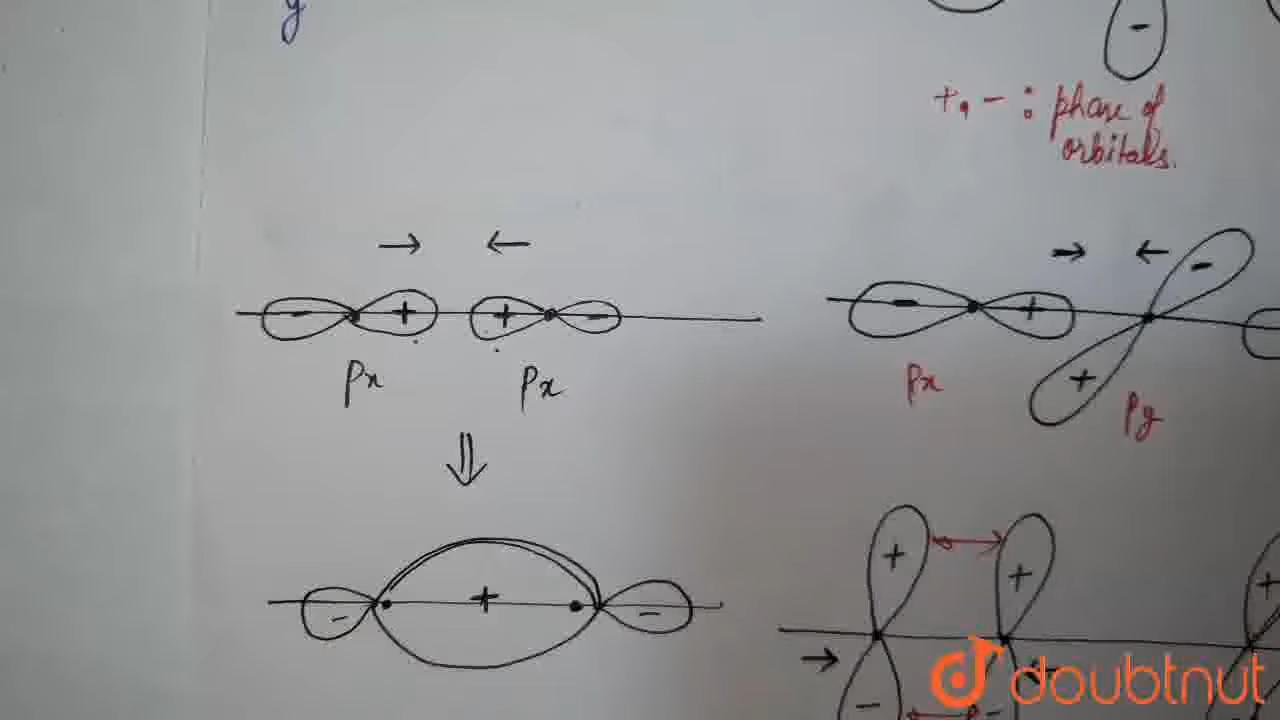 y
-
+, - : phase of
orbitals.
→ ←
- + + -
Px Px
⇓
→ ←
- + -
+
Px Py
- + -
+ + +
→ ←
- -
doubtnut